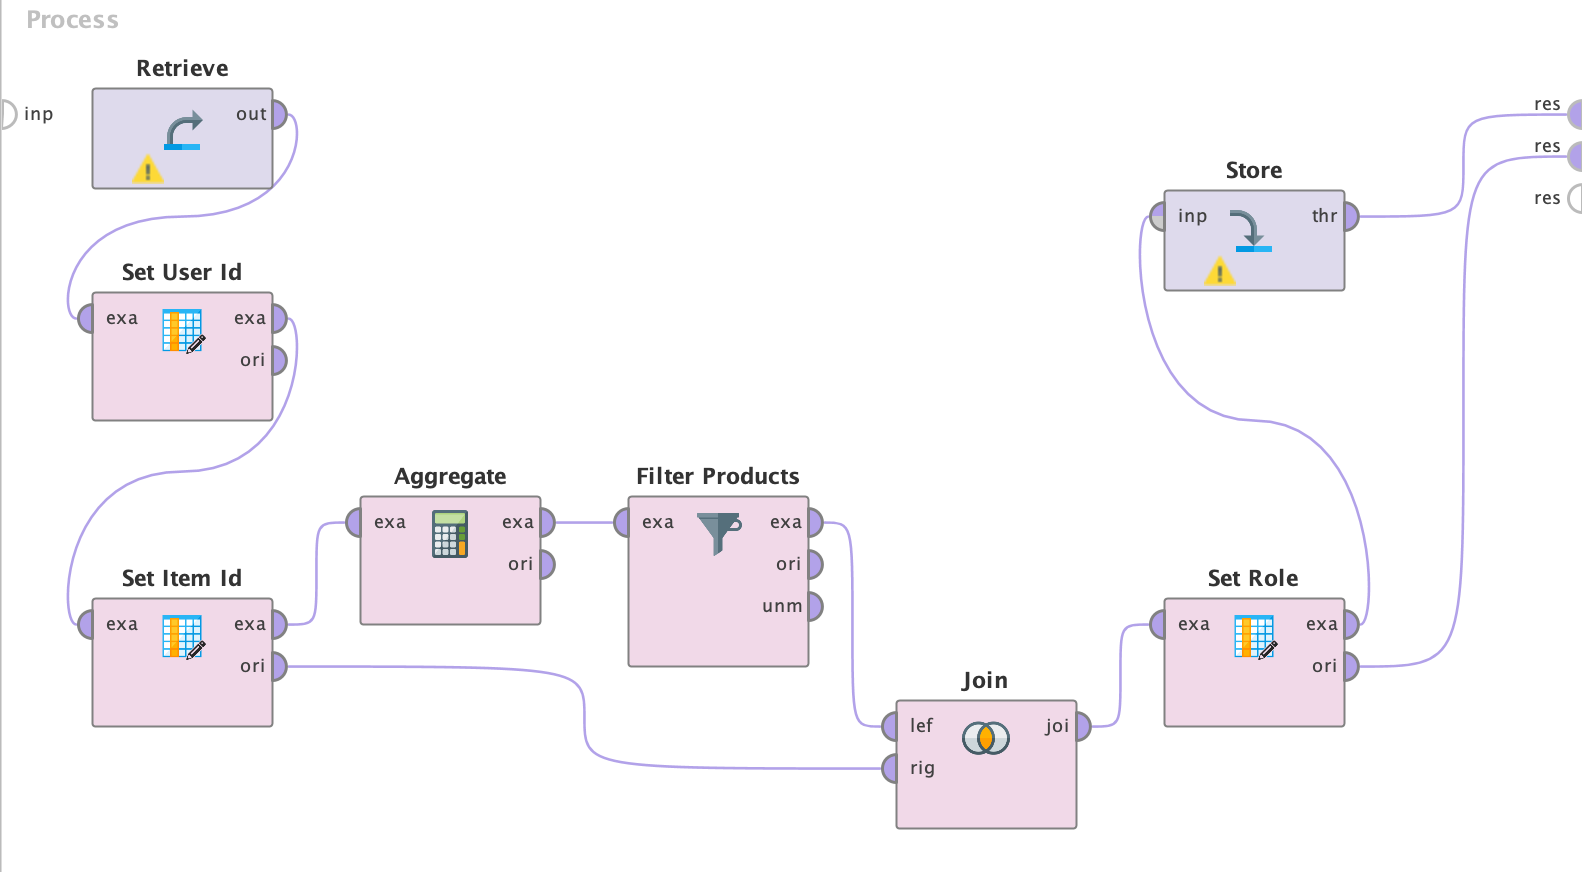 Process
inp
Retrieve
out
Set User Id
exa exa
ori
Set Item Id
exa exa
ori
Aggregate
exa exa
ori
Filter Products
exa exa
ori
unm
Join
lef joi
rig
Set Role
exa exa
ori
Store
inp thr
res
res
res